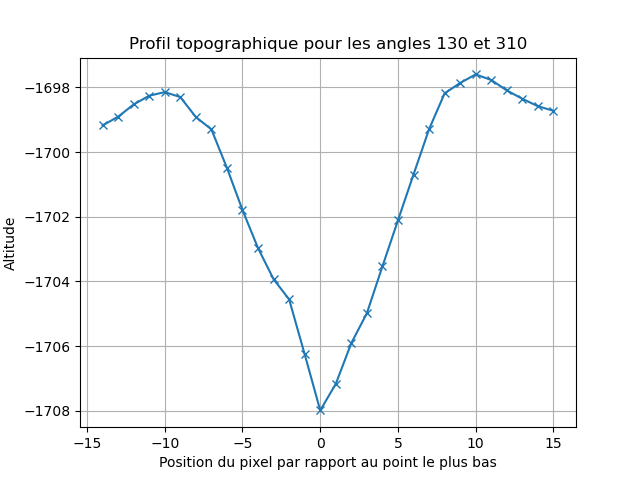 Profil topographique pour les angles 130 et 310
−1698
−1700
−1702
−1704
−1706
−1708
Altitude
−15 −10 −5 0 5 10 15
Position du pixel par rapport au point le plus bas